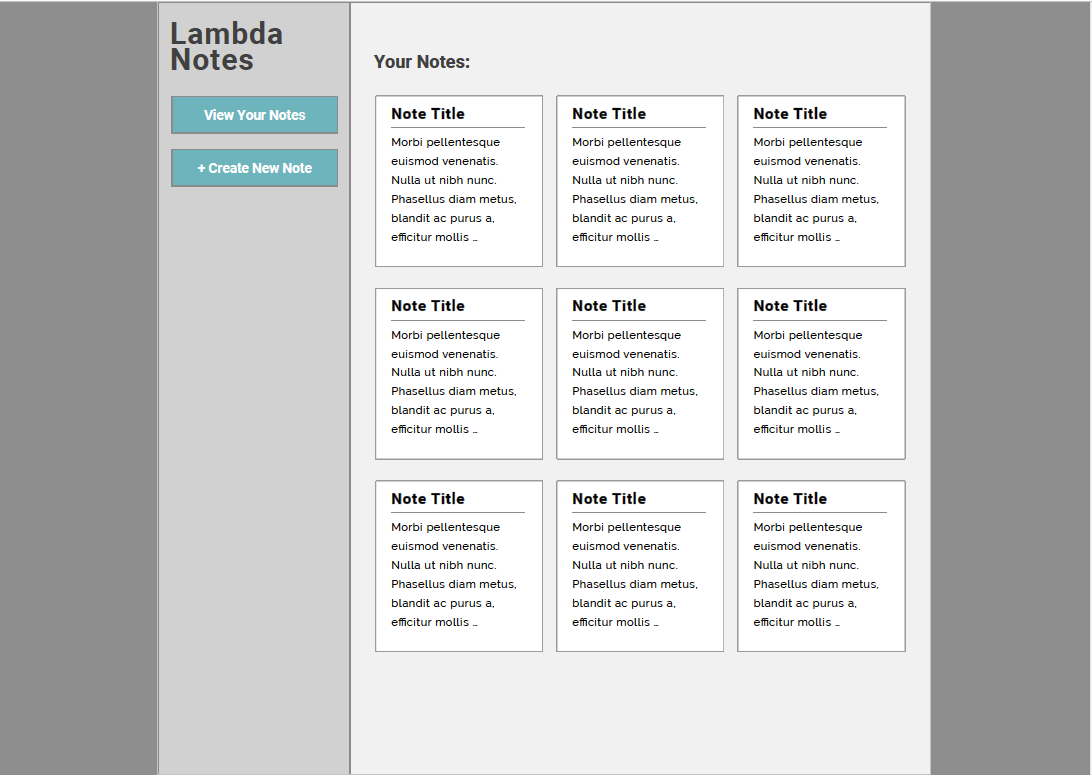 Lambda
Notes
View Your Notes
+ Create New Note
Your Notes:
Note Title
Morbi pellentesque
euismod venenatis.
Nulla ut nibh nunc.
Phasellus diam metus,
blandit ac purus a,
efficitur mollis ...
Note Title
Morbi pellentesque
euismod venenatis.
Nulla ut nibh nunc.
Phasellus diam metus,
blandit ac purus a,
efficitur mollis ...
Note Title
Morbi pellentesque
euismod venenatis.
Nulla ut nibh nunc.
Phasellus diam metus,
blandit ac purus a,
efficitur mollis ...
Note Title
Morbi pellentesque
euismod venenatis.
Nulla ut nibh nunc.
Phasellus diam metus,
blandit ac purus a,
efficitur mollis ...
Note Title
Morbi pellentesque
euismod venenatis.
Nulla ut nibh nunc.
Phasellus diam metus,
blandit ac purus a,
efficitur mollis ...
Note Title
Morbi pellentesque
euismod venenatis.
Nulla ut nibh nunc.
Phasellus diam metus,
blandit ac purus a,
efficitur mollis ...
Note Title
Morbi pellentesque
euismod venenatis.
Nulla ut nibh nunc.
Phasellus diam metus,
blandit ac purus a,
efficitur mollis ...
Note Title
Morbi pellentesque
euismod venenatis.
Nulla ut nibh nunc.
Phasellus diam metus,
blandit ac purus a,
efficitur mollis ...
Note Title
Morbi pellentesque
euismod venenatis.
Nulla ut nibh nunc.
Phasellus diam metus,
blandit ac purus a,
efficitur mollis ...